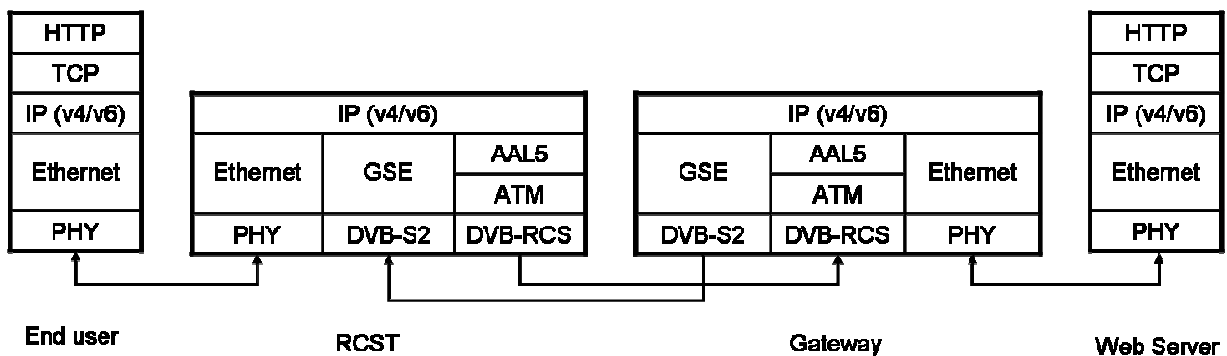 HTTP
TCP
IP (v4/v6)
Ethernet
PHY
End user
IP (v4/v6)
Ethernet
GSE
AAL5
ATM
PHY
DVB-S2
DVB-RCS
RCST
IP (v4/v6)
GSE
AAL5
ATM
Ethernet
DVB-S2
DVB-RCS
PHY
Gateway
HTTP
TCP
IP (v4/v6)
Ethernet
PHY
Web Server